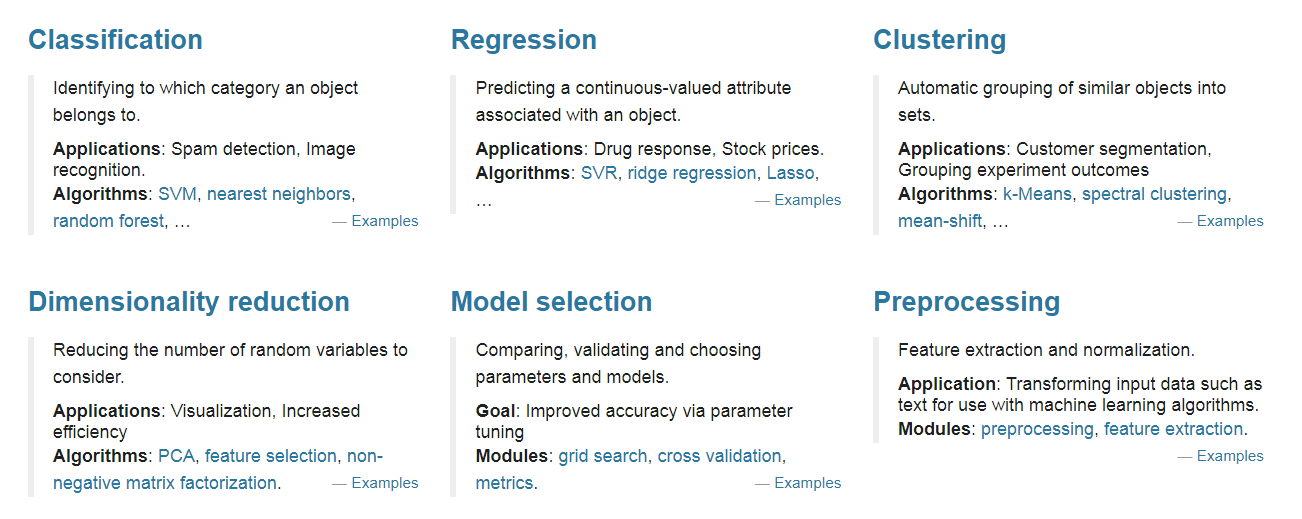 Classification
Identifying to which category an object
belongs to.
Applications: Spam detection, Image
recognition.
Algorithms: SVM, nearest neighbors,
random forest, …
— Examples
Regression
Predicting a continuous-valued attribute
associated with an object.
Applications: Drug response, Stock prices.
Algorithms: SVR, ridge regression, Lasso,
…
— Examples
Clustering
Automatic grouping of similar objects into
sets.
Applications: Customer segmentation,
Grouping experiment outcomes
Algorithms: k-Means, spectral clustering,
mean-shift, …
— Examples
Dimensionality reduction
Reducing the number of random variables to
consider.
Applications: Visualization, Increased
efficiency
Algorithms: PCA, feature selection, non-
negative matrix factorization.
— Examples
Model selection
Comparing, validating and choosing
parameters and models.
Goal: Improved accuracy via parameter
tuning
Modules: grid search, cross validation,
metrics.
— Examples
Preprocessing
Feature extraction and normalization.
Application: Transforming input data such as
text for use with machine learning algorithms.
Modules: preprocessing, feature extraction.
— Examples